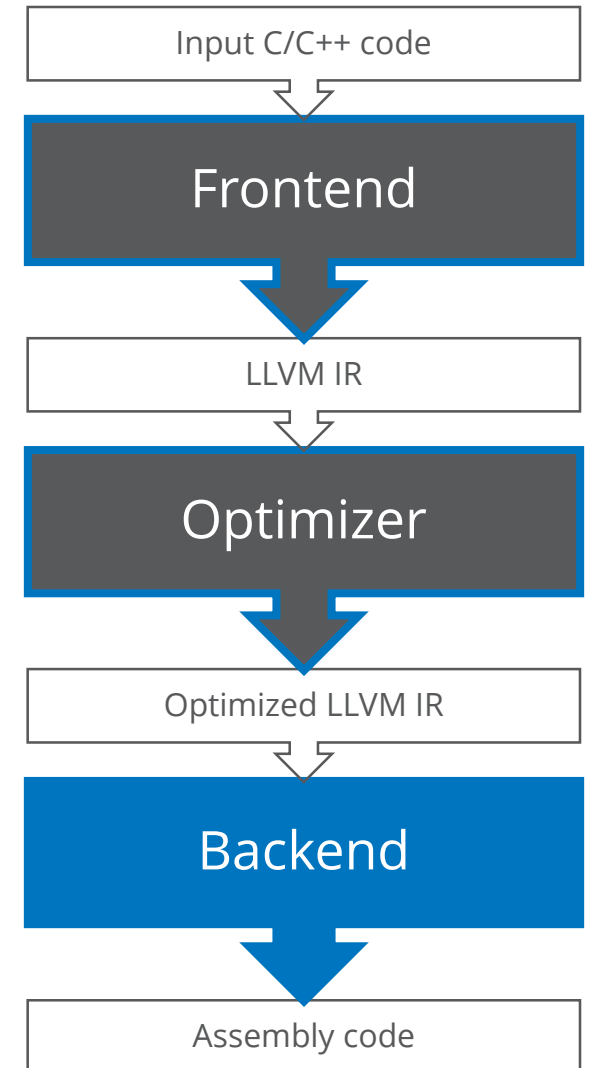 Input C/C++ code
Frontend
LLVM IR
Optimizer
Optimized LLVM IR
Backend
Assembly code